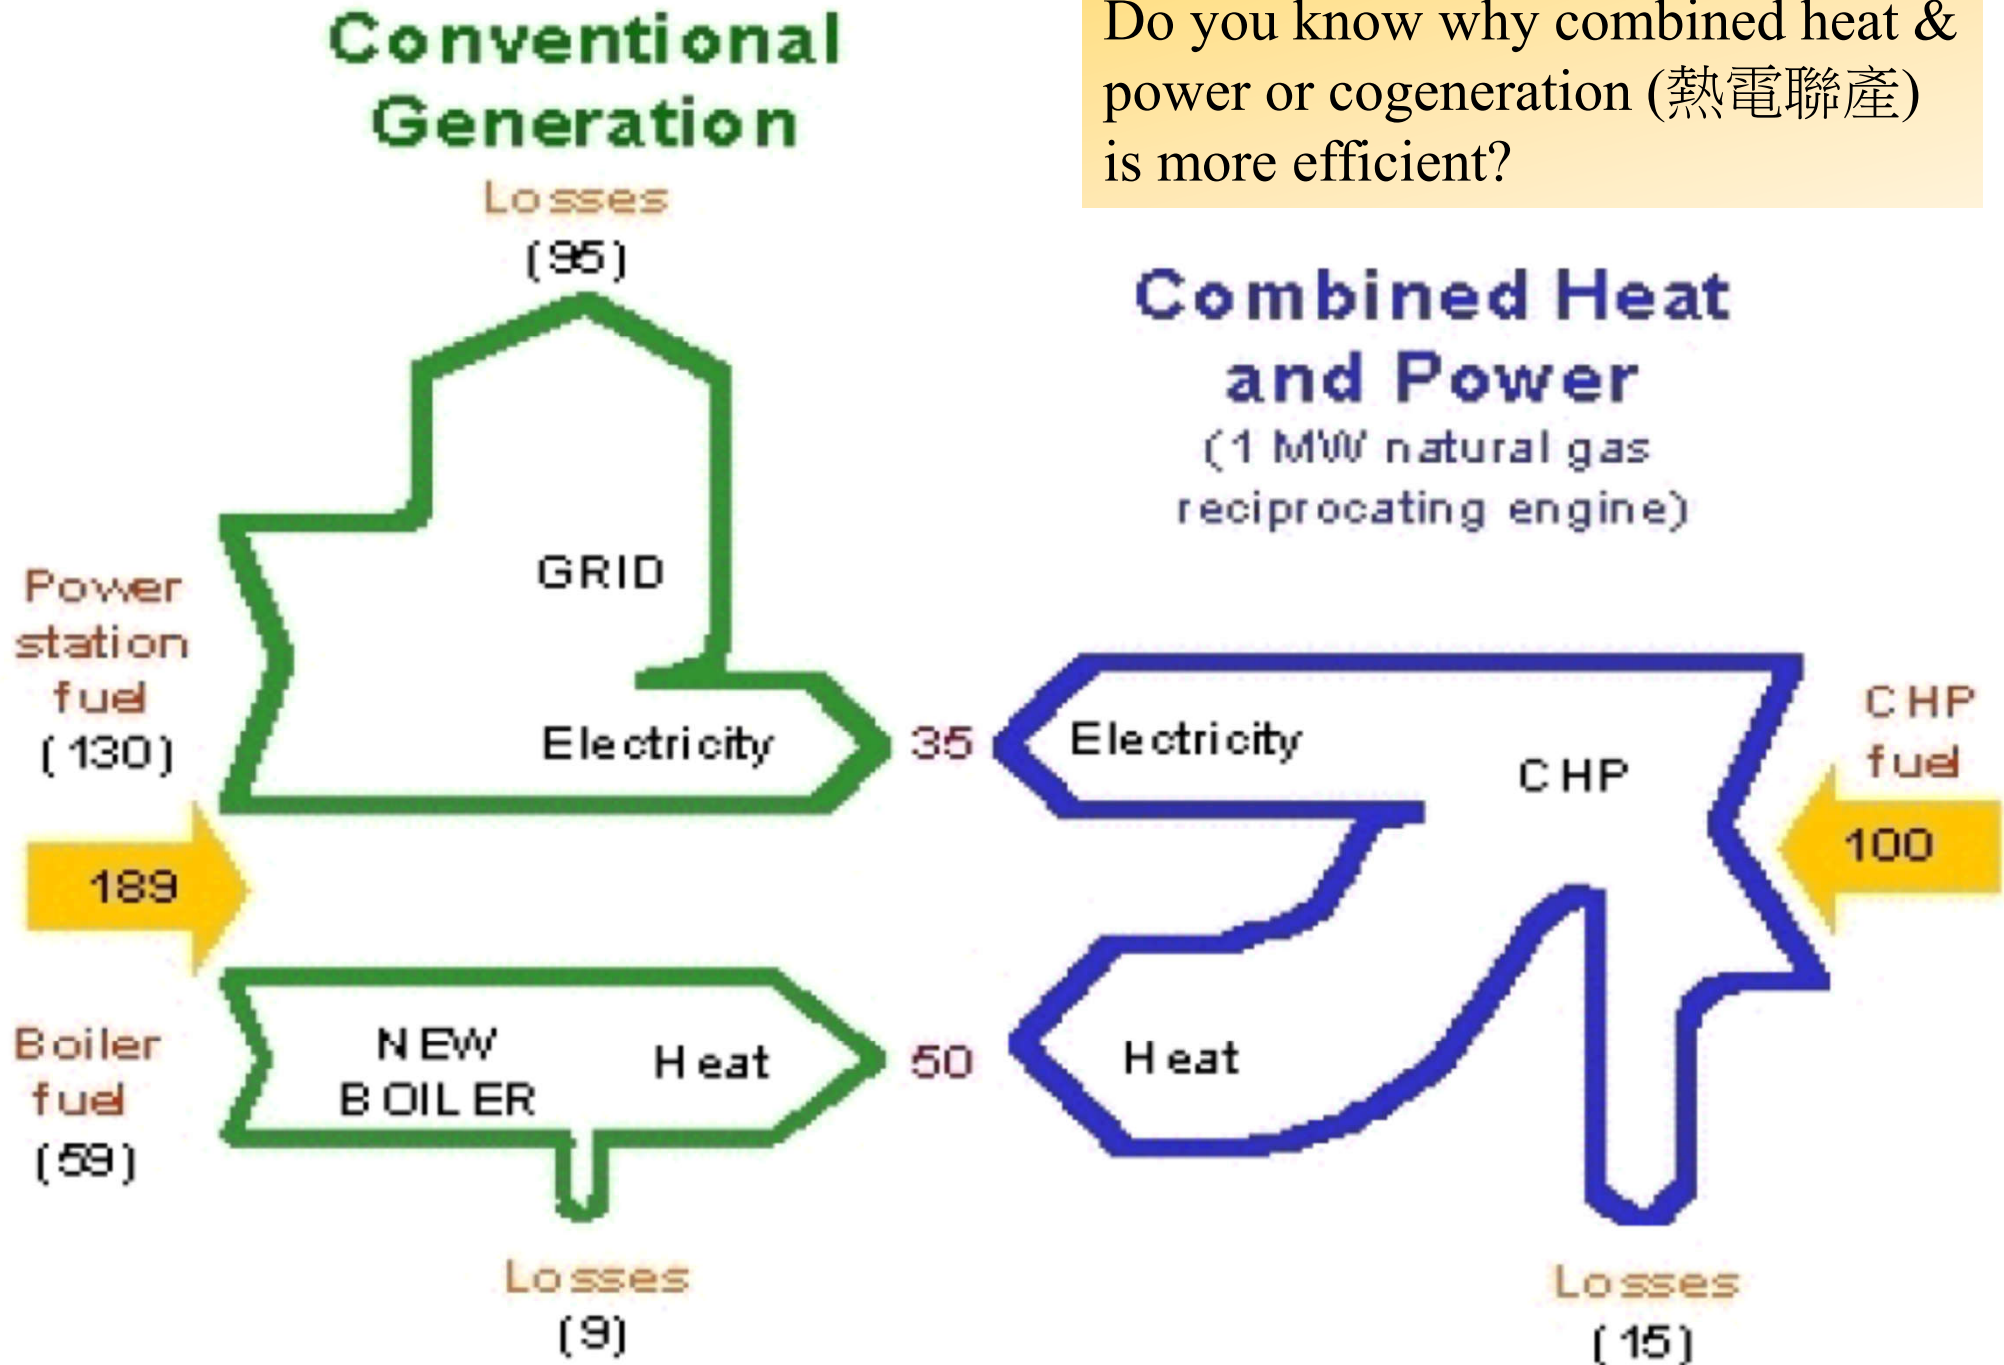 Conventional
Generation
Losses
(95)
Do you know why combined heat &
power or cogeneration (熱電聯產)
is more efficient?
Combined Heat
and Power
(1 MW natural gas
reciprocating engine)
Power
station
fuel
(130)
GRID
Electricity
35
Electricity
CHP
CHP
fuel
100
189
Boiler
fuel
(59)
NEW
BOILER
Heat
50
Heat
Losses
(9)
Losses
(15)